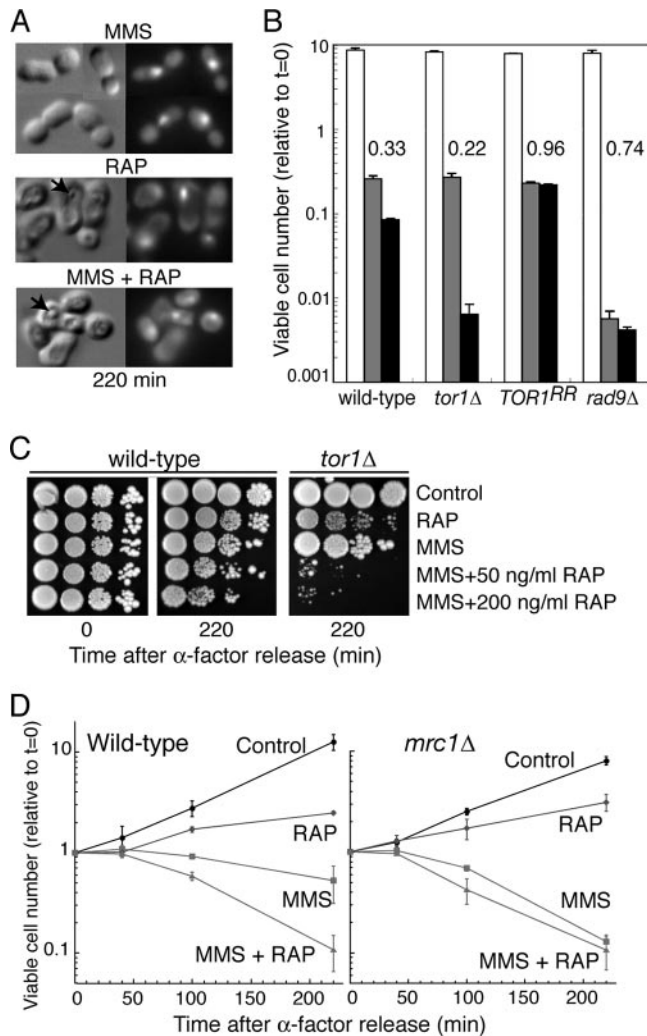 A
MMS
RAP
MMS + RAP
220 min
B
Viable cell number (relative to t=0)
10
1
0.1
0.01
0.001
0.33
0.22
0.96
0.74
wild-type
tor1Δ
TOR1RR
rad9Δ
C
wild-type
tor1Δ
Control
RAP
MMS
MMS+50 ng/ml RAP
MMS+200 ng/ml RAP
0
220
220
Time after α-factor release (min)
D
Viable cell number (relative to t=0)
10
1
0.1
Wild-type
Control
RAP
MMS
MMS + RAP
0
50
100
150
200
mrc1Δ
Control
RAP
MMS
MMS + RAP
0
50
100
150
200
Time after α-factor release (min)